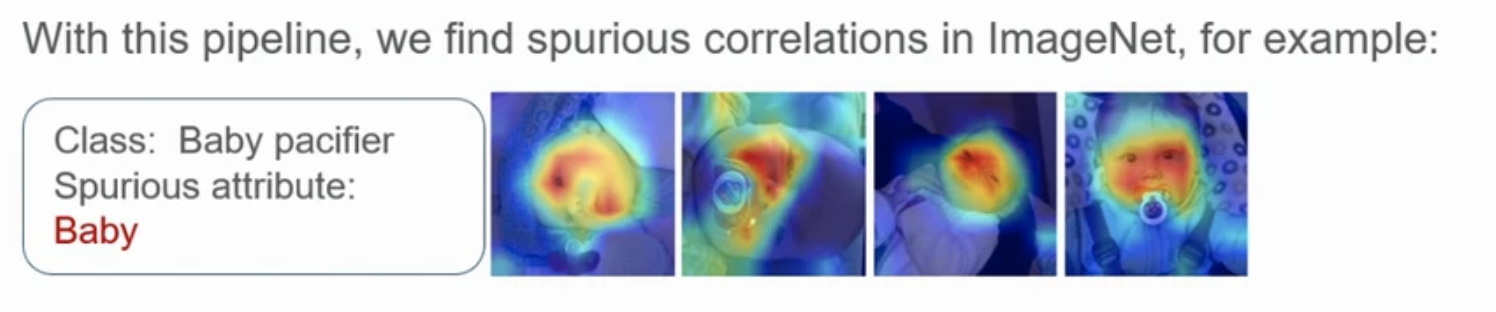 With this pipeline, we find spurious correlations in ImageNet, for example:
Class: Baby pacifier
Spurious attribute:
Baby